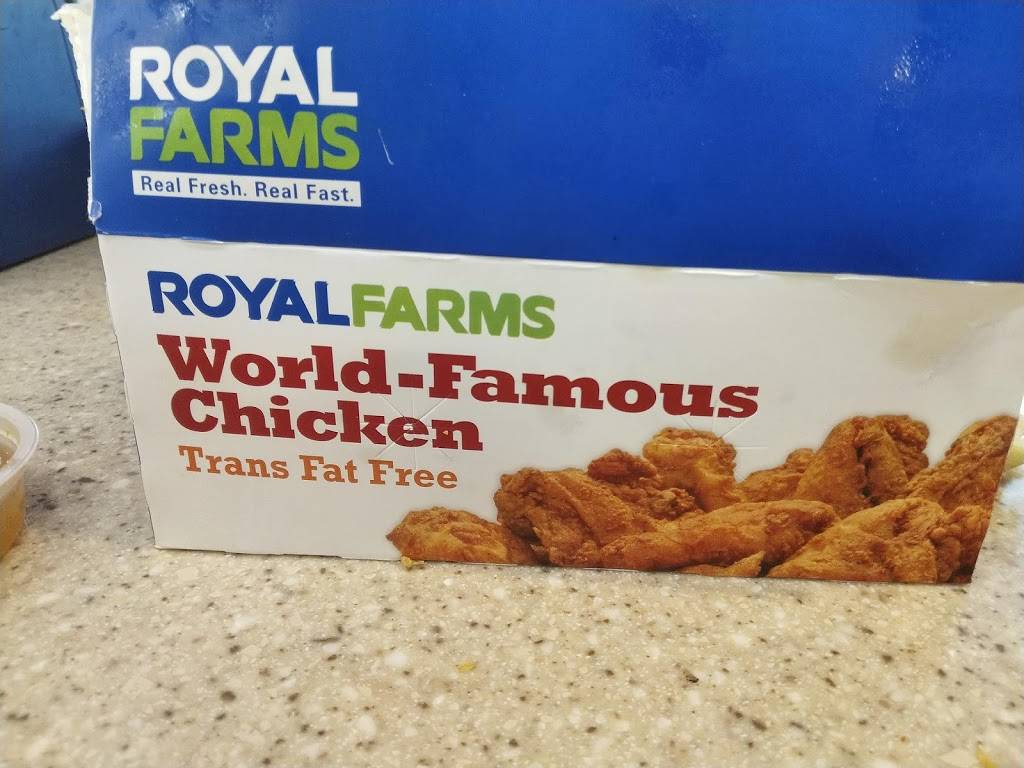 ROYAL
FARMS
Real Fresh. Real Fast.
ROYALFARMS
World-Famous
Chicken
Trans Fat Free